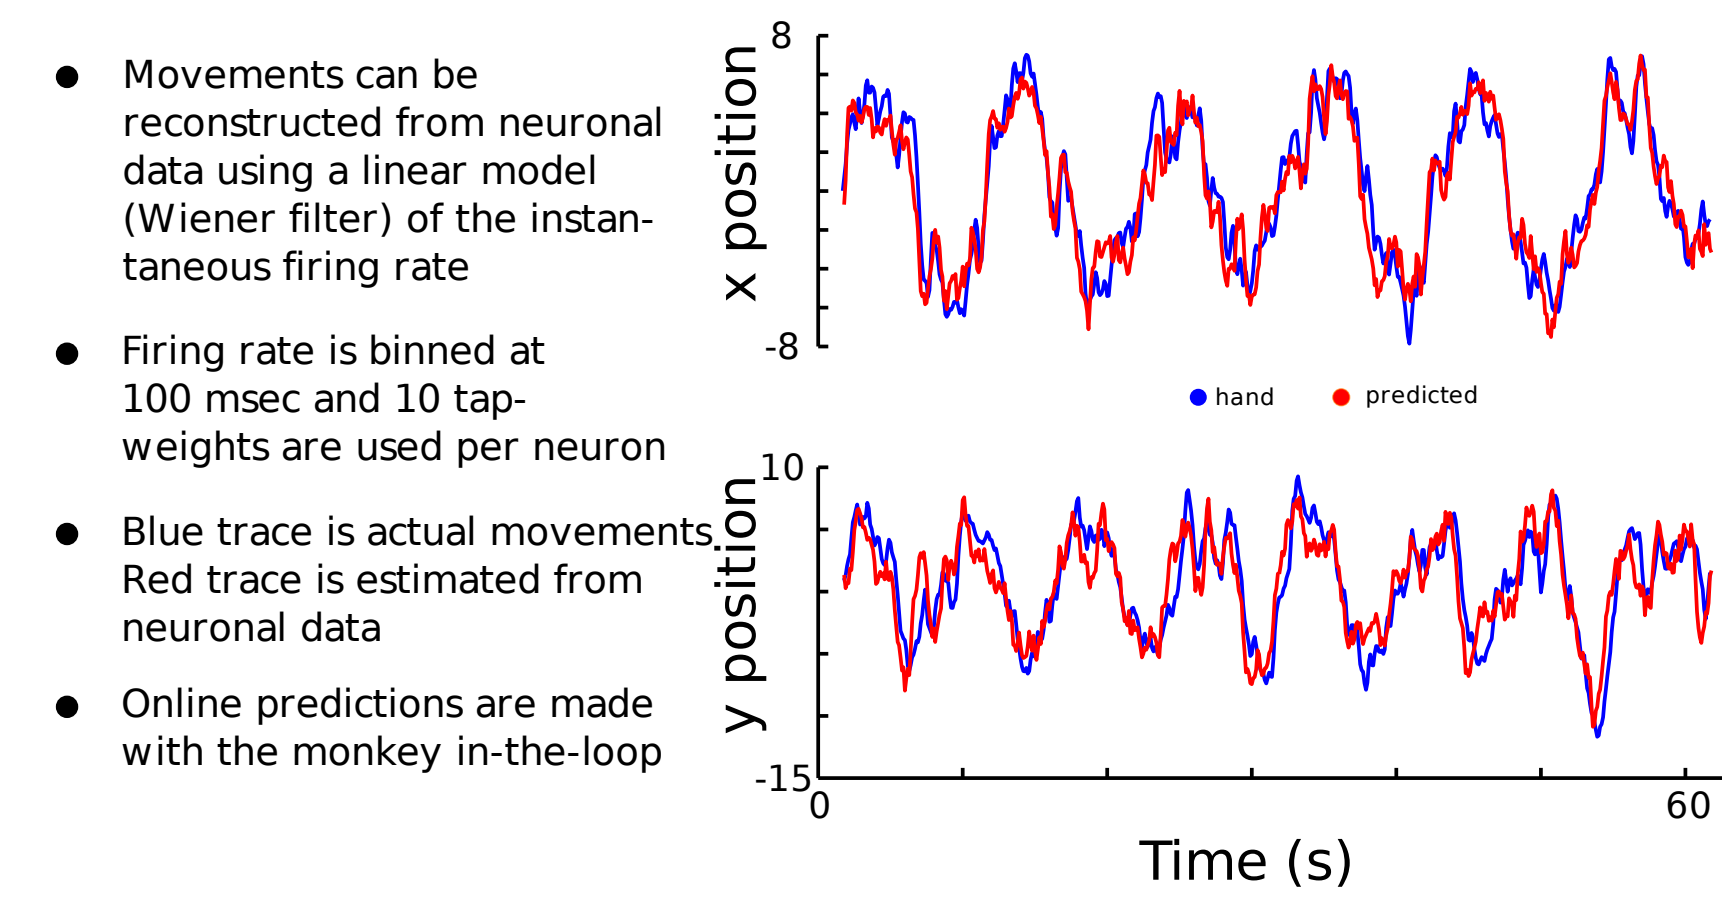 ● Movements can be
reconstructed from neuronal
data using a linear model
(Wiener filter) of the instan-
taneous firing rate
● Firing rate is binned at
100 msec and 10 tap-
weights are used per neuron
● Blue trace is actual movements
Red trace is estimated from
neuronal data
● Online predictions are made
with the monkey in-the-loop
8
x position
-8
hand
predicted
10
y position
-15
0
60
Time (s)